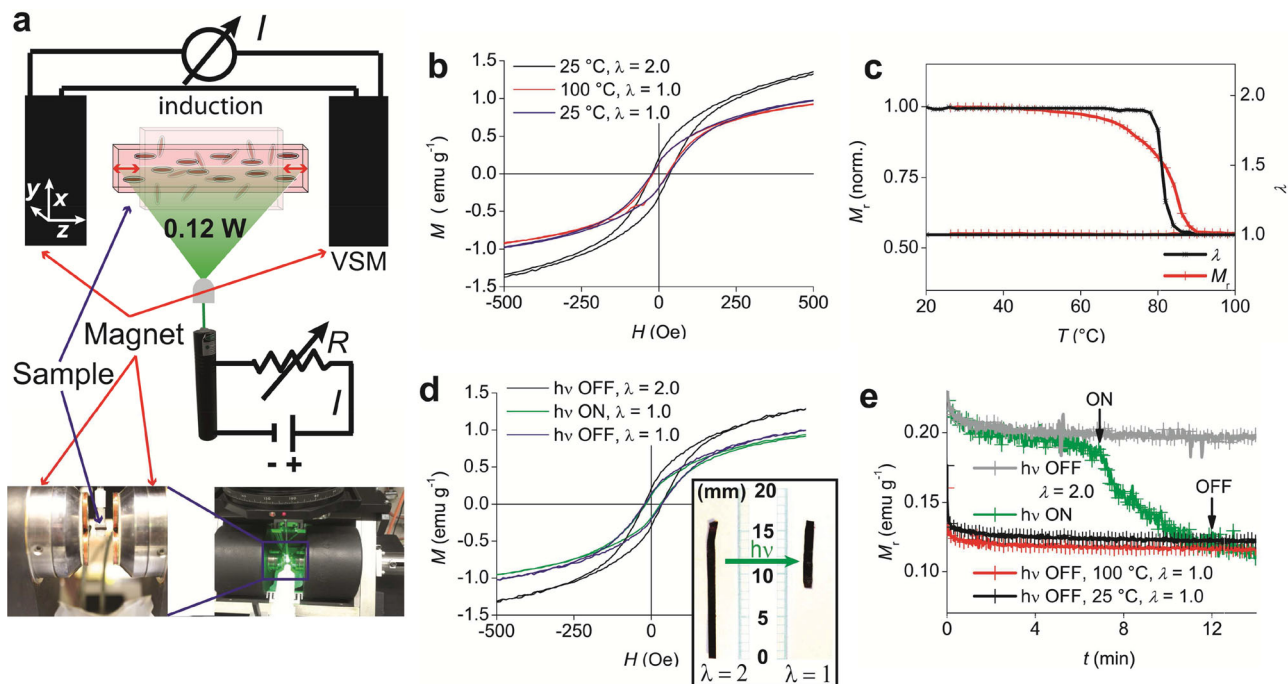 a
I
induction
y
x
z
0.12 W
VSM
Magnet
Sample
R
I
- +
b
25 °C, λ = 2.0
100 °C, λ = 1.0
25 °C, λ = 1.0
M ( emu g⁻¹)
1.5
1.0
0.5
0.0
-0.5
-1.0
-1.5
-500 -250 0 250 500
H (Oe)
c
Mr (norm.)
1.00
0.75
0.50
2.0
1.5
1.0
λ
λ
Mr
20 40 60 80 100
T (°C)
d
hν OFF, λ = 2.0
hν ON, λ = 1.0
hν OFF, λ = 1.0
M (emu g⁻¹)
1.5
1.0
0.5
0.0
-0.5
-1.0
-1.5
-500 -250 0
H (Oe)
(mm)
20
15
hν
10
5
0
λ = 2 λ = 1
e
Mr (emu g⁻¹)
0.20
0.15
0.10
ON
OFF
hν OFF
λ = 2.0
hν ON
hν OFF, 100 °C, λ = 1.0
hν OFF, 25 °C, λ = 1.0
0 4 8 12
t (min)